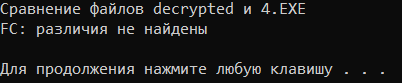 Сравнение файлов decrypted и 4.EXE
FC: различия не найдены
Для продолжения нажмите любую клавишу . . .